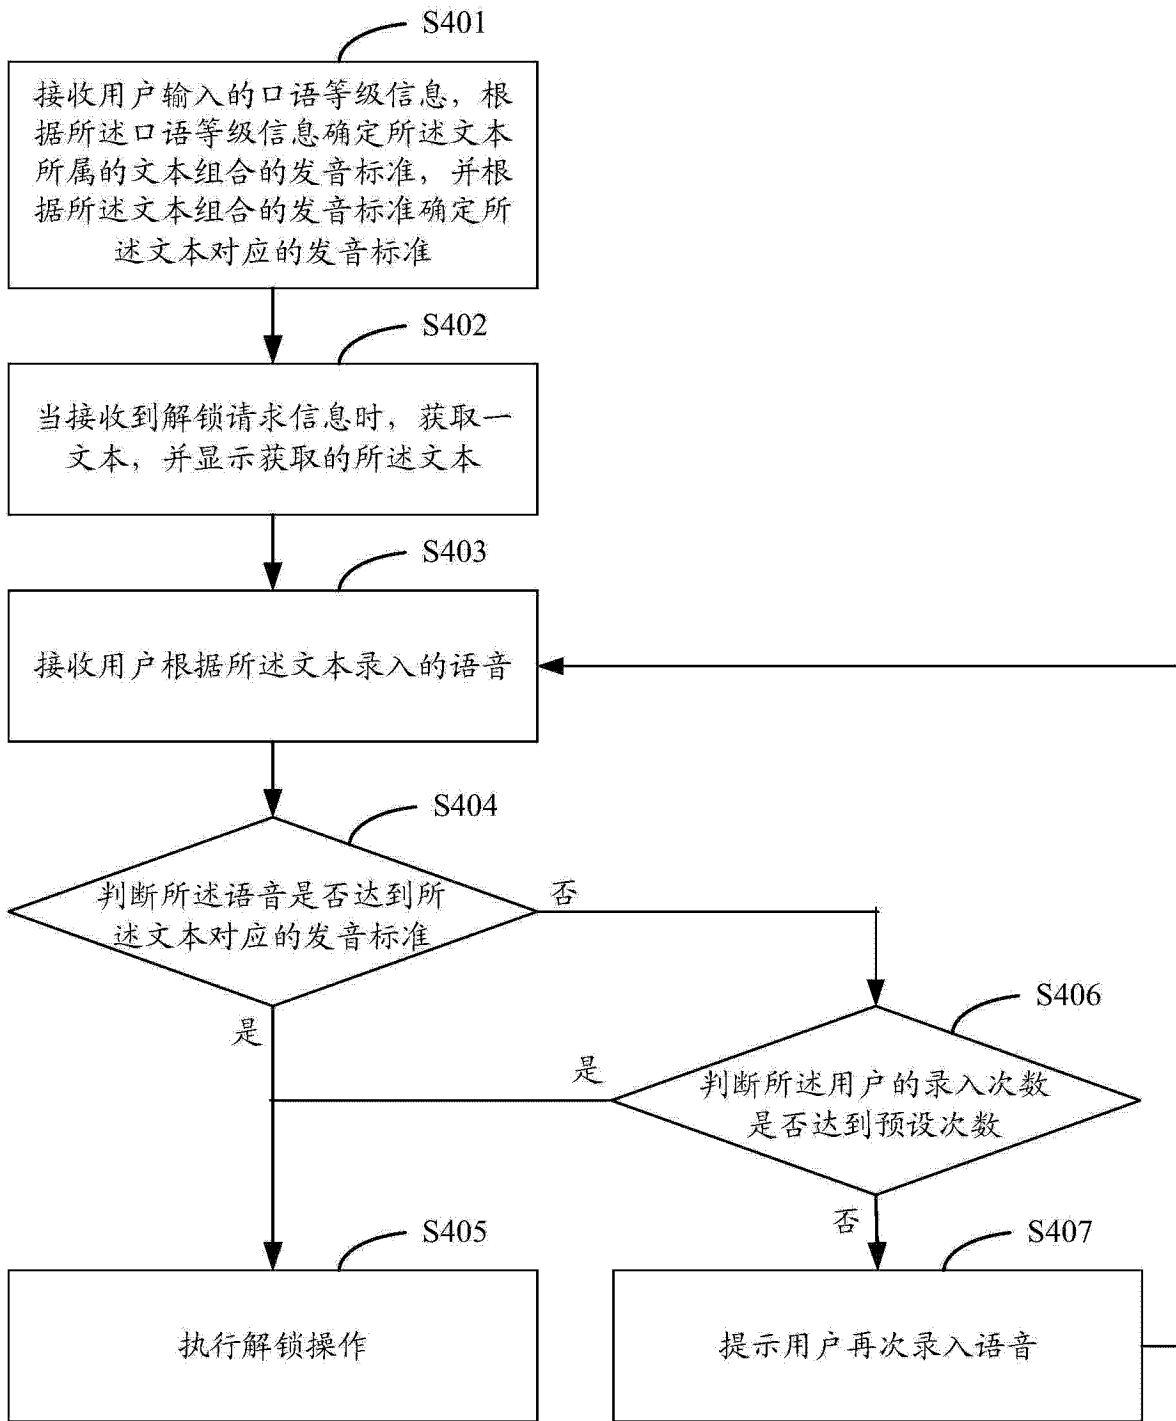 S401
接收用户输入的口语等级信息，根
据所述口语等级信息确定所述文本
所属的文本组合的发音标准，并根
据所述文本组合的发音标准确定所
述文本对应的发音标准
S402
当接收到解锁请求信息时，获取一
文本，并显示获取的所述文本
S403
接收用户根据所述文本录入的语音
S404
判断所述语音是否达到所
述文本对应的发音标准
否
是
S406
判断所述用户的录入次数
是否达到预设次数
是
否
S405
执行解锁操作
S407
提示用户再次录入语音